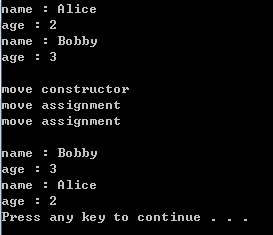 name : Alice
age : 2
name : Bobby
age : 3
move constructor
move assignment
move assignment
name : Bobby
age : 3
name : Alice
age : 2
Press any key to continue . . .